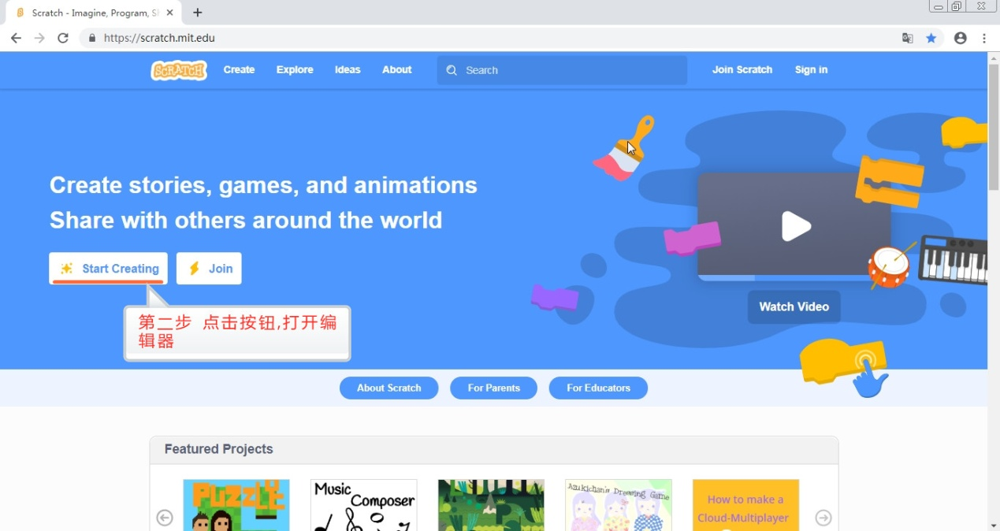 Scratch - Imagine, Program, S
https://scratch.mit.edu
SCRATCH
Create
Explore
Ideas
About
Search
Join Scratch
Sign in
Create stories, games, and animations
Share with others around the world
Start Creating
Join
Watch Video
第二步 点击按钮,打开编
辑器
About Scratch
For Parents
For Educators
Featured Projects
Puzzle
Music
Composer
Azukichan's Dressing Game
How to make a
Cloud-Multiplayer